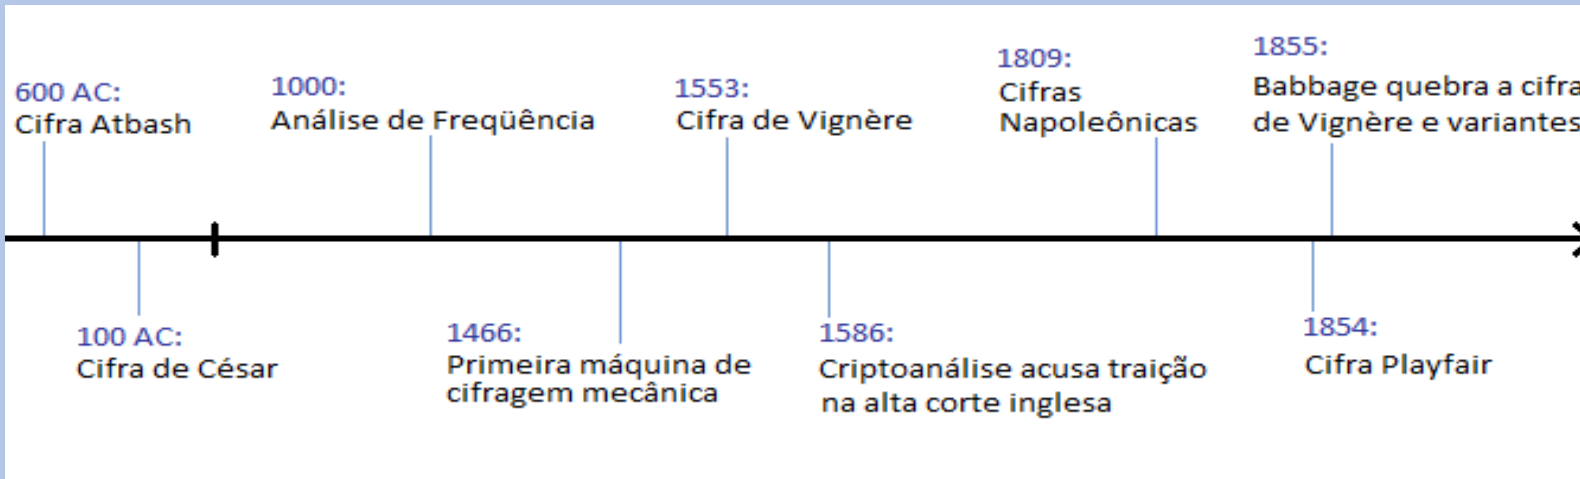 600 AC:
Cifra Atbash
1000:
Análise de Freqüência
1553:
Cifra de Vignère
1809:
Cifras
Napoleônicas
1855:
Babbage quebra a cifra
de Vignère e variantes
100 AC:
Cifra de César
1466:
Primeira máquina de
cifragem mecânica
1586:
Criptoanálise acusa traição
na alta corte inglesa
1854:
Cifra Playfair